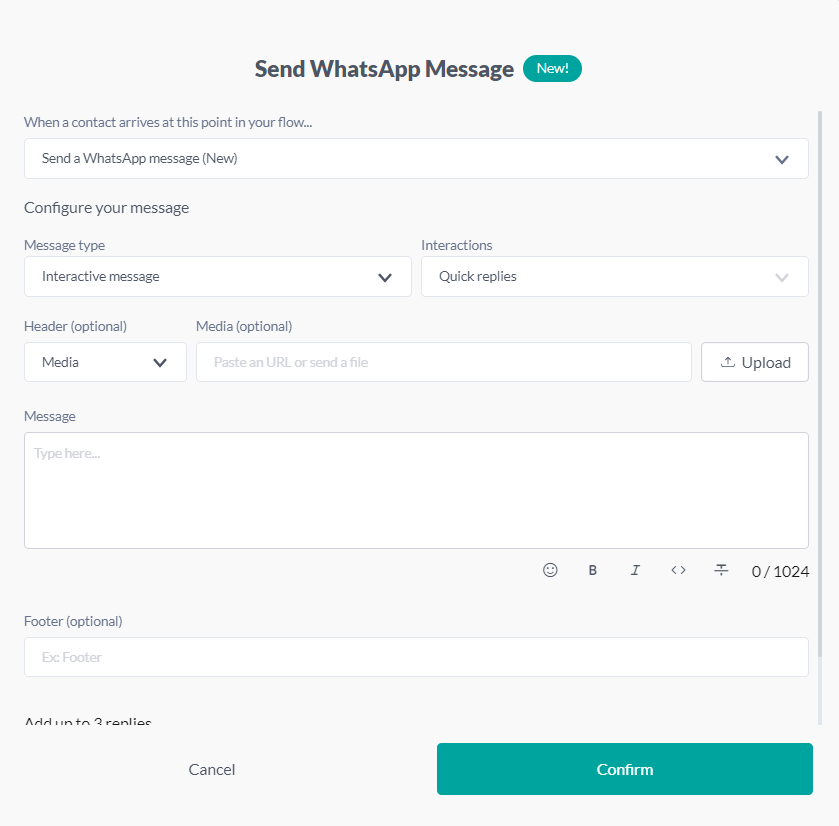 Send WhatsApp Message New!
When a contact arrives at this point in your flow...
Send a WhatsApp message (New)
Configure your message
Message type Interactions
Interactive message Quick replies
Header (optional) Media (optional)
Media Paste an URL or send a file Upload
Message
Type here...
B I <> T 0 / 1024
Footer (optional)
Ex: Footer
Add up to 3 replies
Cancel Confirm